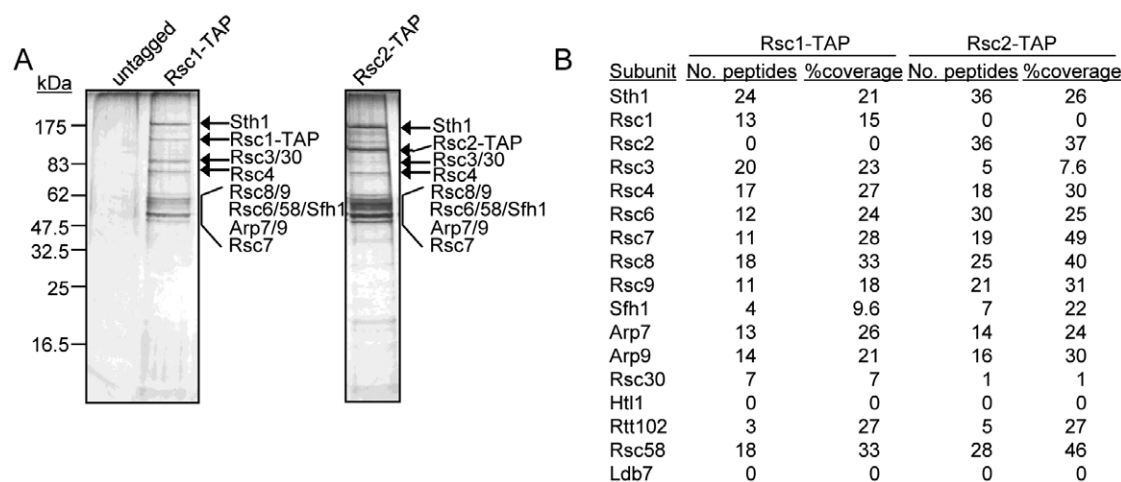 A
untagged
Rsc1-TAP
Rsc2-TAP
kDa
175
83
62
47.5
32.5
25
16.5
Sth1
Rsc1-TAP
Rsc3/30
Rsc4
Rsc8/9
Rsc6/58/Sfh1
Arp7/9
Rsc7
Sth1
Rsc2-TAP
Rsc3/30
Rsc4
Rsc8/9
Rsc6/58/Sfh1
Arp7/9
Rsc7
B
Rsc1-TAP Rsc2-TAP
Subunit No. peptides %coverage No. peptides %coverage
Sth1 24 21 36 26
Rsc1 13 15 0 0
Rsc2 0 0 36 37
Rsc3 20 23 5 7.6
Rsc4 17 27 18 30
Rsc6 12 24 30 25
Rsc7 11 28 19 49
Rsc8 18 33 25 40
Rsc9 11 18 21 31
Sfh1 4 9.6 7 22
Arp7 13 26 14 24
Arp9 14 21 16 30
Rsc30 7 7 1 1
Htl1 0 0 0 0
Rtt102 3 27 5 27
Rsc58 18 33 28 46
Ldb7 0 0 0 0